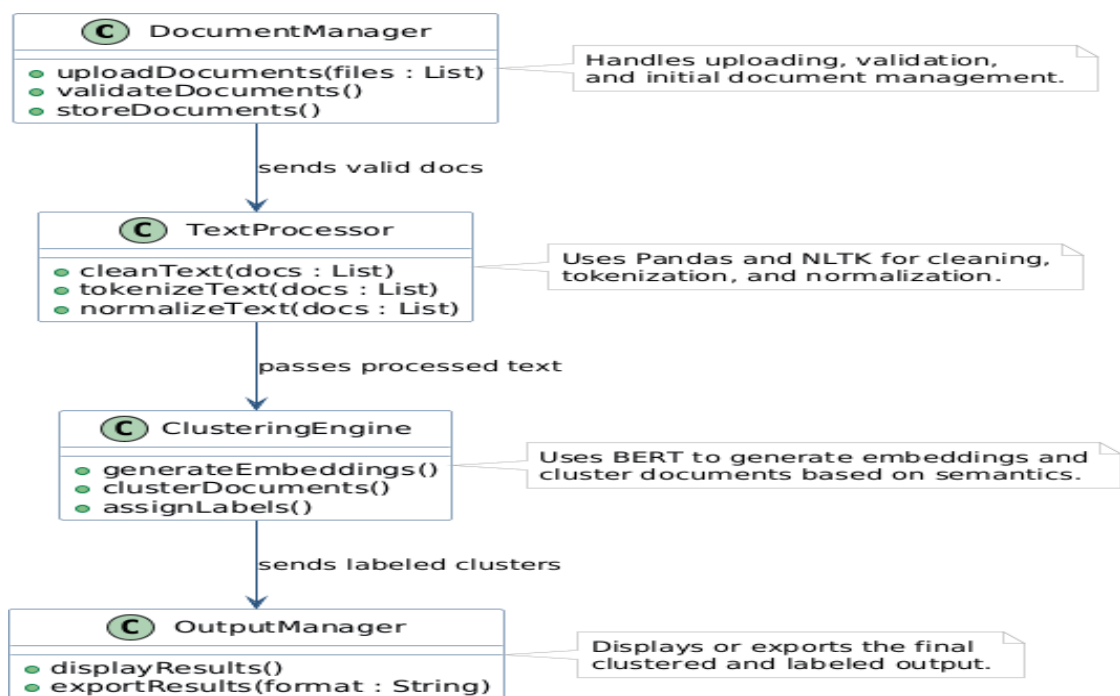 C DocumentManager
uploadDocuments(files : List)
validateDocuments()
storeDocuments()
Handles uploading, validation,
and initial document management.
sends valid docs
C TextProcessor
cleanText(docs : List)
tokenizeText(docs : List)
normalizeText(docs : List)
Uses Pandas and NLTK for cleaning,
tokenization, and normalization.
passes processed text
C ClusteringEngine
generateEmbeddings()
clusterDocuments()
assignLabels()
Uses BERT to generate embeddings and
cluster documents based on semantics.
sends labeled clusters
C OutputManager
displayResults()
exportResults(format : String)
Displays or exports the final
clustered and labeled output.